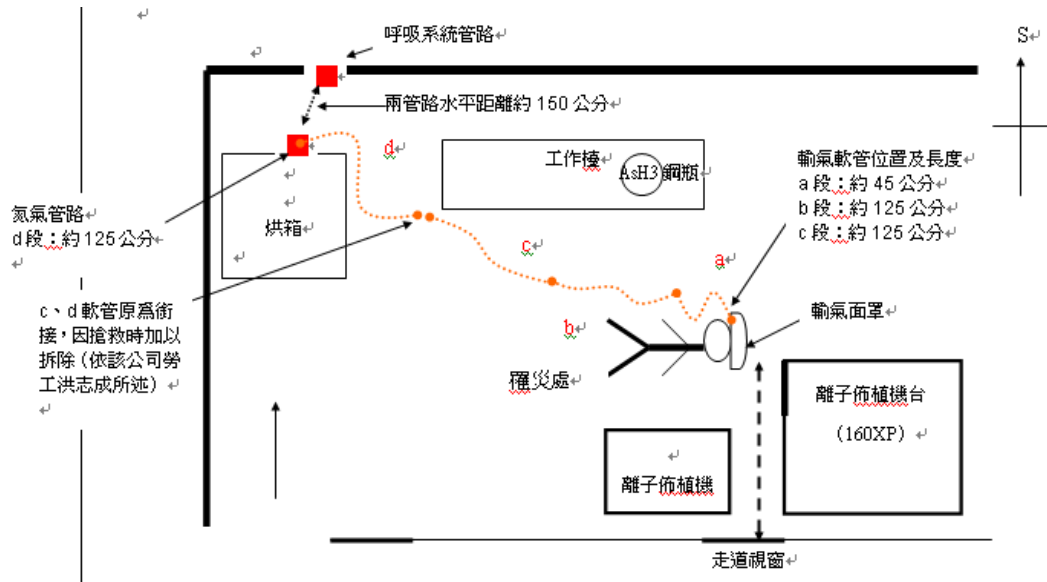 呼吸系統管路
S
兩管路水平距離約 150 公分
d
工作檯
AsH3 鋼瓶
輸氣軟管位置及長度
a 段：約 45 公分
b 段：約 125 公分
c 段：約 125 公分
氮氣管路
d 段：約 125 公分
烘箱
c
a
c、d 軟管原為銜
接，因搶救時加以
拆除（依該公司勞
工洪志成所述）
b
輸氣面罩
罹災處
離子佈植機台
（160XP）
離子佈植機
走道視窗